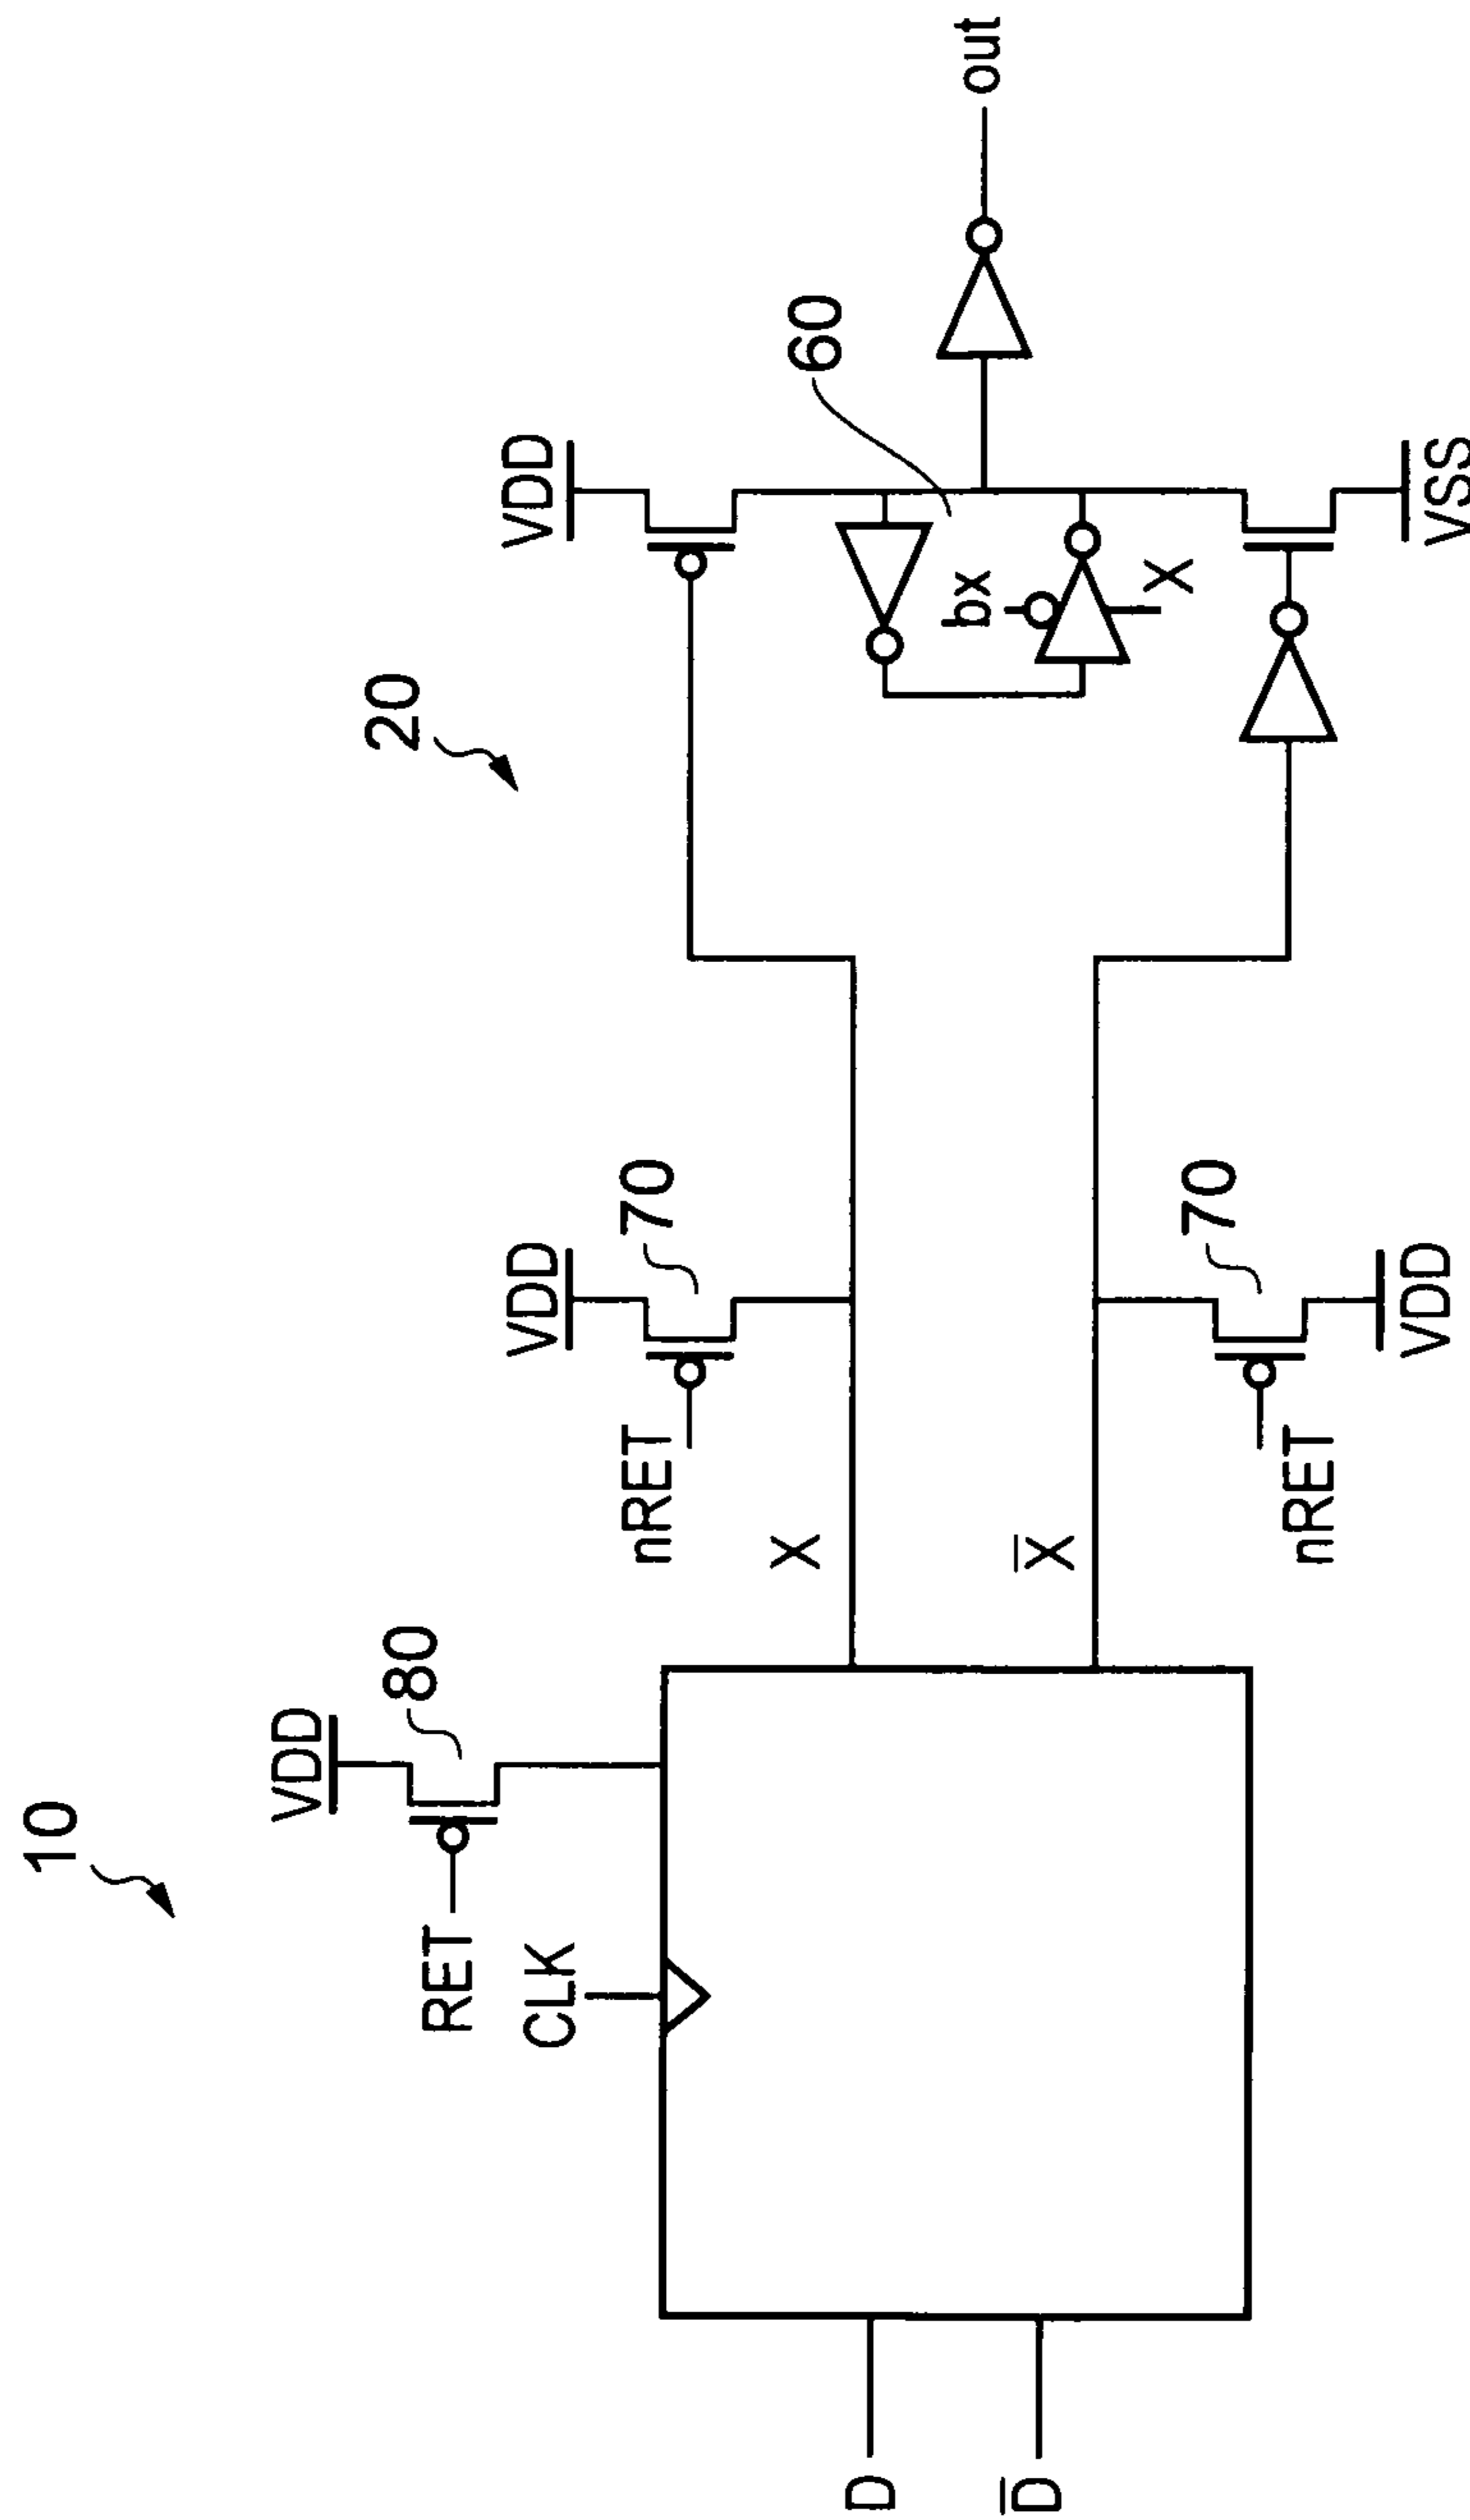 10
20
VDD
80
RET
CLK
VDD
70
nRET
X
X̅
nRET
70
VDD
VDD
60
bx
X
VSS
out
D
D̅